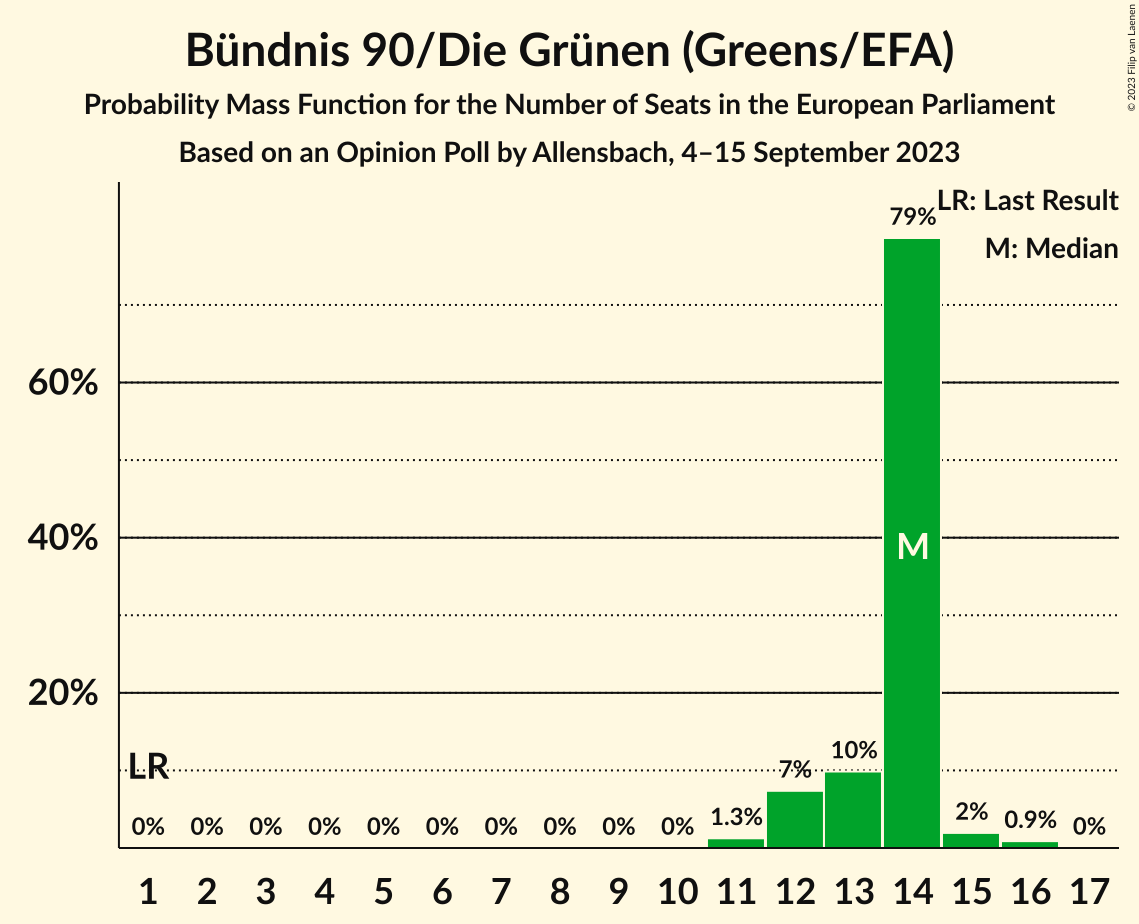 Bündnis 90/Die Grünen (Greens/EFA)
Probability Mass Function for the Number of Seats in the European Parliament
Based on an Opinion Poll by Allensbach, 4–15 September 2023
© 2023 Filip van Laenen
LR: Last Result
M: Median
79%
60%
40%
M
20%
LR
0% 0% 0% 0% 0% 0% 0% 0% 0% 0% 1.3% 7% 10% 2% 0.9% 0%
1 2 3 4 5 6 7 8 9 10 11 12 13 14 15 16 17